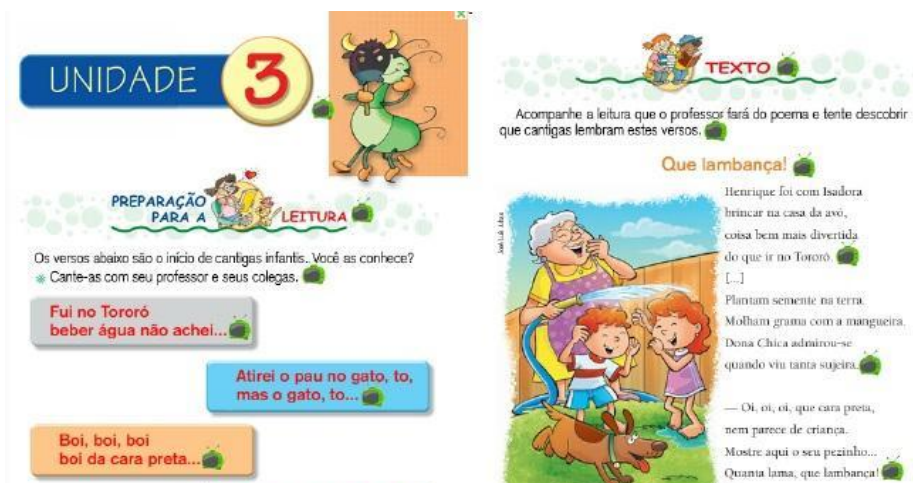 UNIDADE 3
PREPARAÇÃO
PARA A LEITURA
Os versos abaixo são o início de cantigas infantis. Você as conhece?
Cante-as com seu professor e seus colegas.
Fui no Tororó
beber água não achei...
Atirei o pau no gato, to,
mas o gato, to...
Boi, boi, boi
boi da cara preta...
TEXTO
Acompanhe a leitura que o professor fará do poema e tente descobrir
que cantigas lembram estes versos.
Que lambança!
Henrique foi com Isadora
brincar na casa da avó,
coisa bem mais divertida
do que ir no Tororó.
[...]
Plantam semente na terra.
Molham grama com a mangueira.
Dona Chica admirou-se
quando viu tanta sujeira.
— Oi, oi, oi, que cara preta,
nem parece de criança.
Mostre aqui o seu pezinho...
Quanta lama, que lambança!